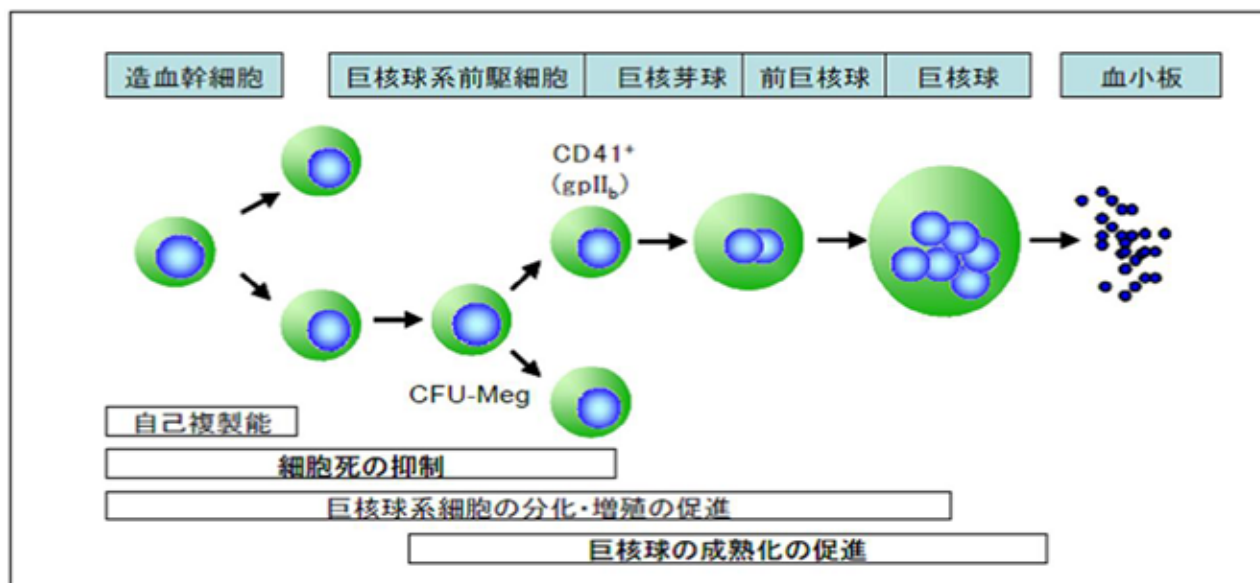 造血幹細胞
巨核球系前駆細胞
巨核芽球
前巨核球
巨核球
血小板
CD41⁺
(gpIIb)
CFU-Meg
自己複製能
細胞死の抑制
巨核球系細胞の分化・増殖の促進
巨核球の成熟化の促進